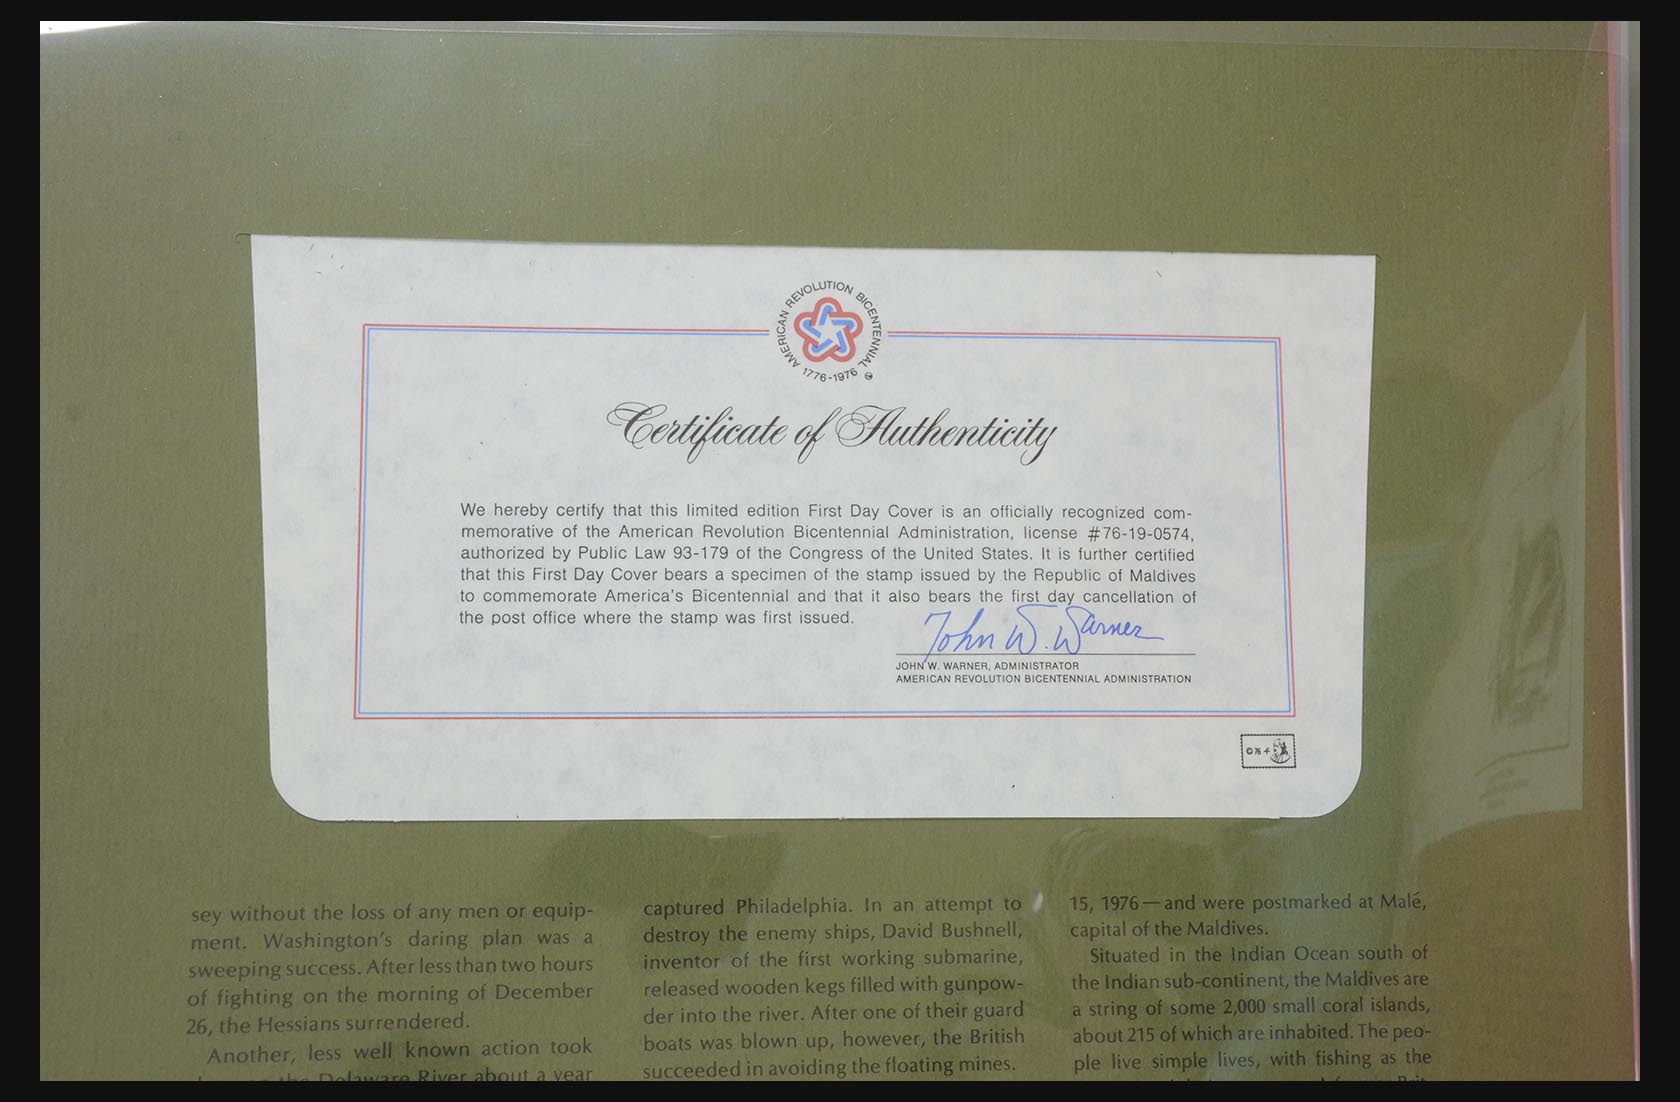 AMERICAN REVOLUTION BICENTENNIAL
1776-1976
Certificate of Authenticity
We hereby certify that this limited edition First Day Cover is an officially recognized com-
memorative of the American Revolution Bicentennial Administration, license #76-19-0574,
authorized by Public Law 93-179 of the Congress of the United States. It is further certified
that this First Day Cover bears a specimen of the stamp issued by the Republic of Maldives
to commemorate America's Bicentennial and that it also bears the first day cancellation of
the post office where the stamp was first issued.
John W. Warner
JOHN W. WARNER, ADMINISTRATOR
AMERICAN REVOLUTION BICENTENNIAL ADMINISTRATION
©76
sey without the loss of any men or equip-
ment. Washington's daring plan was a
sweeping success. After less than two hours
of fighting on the morning of December
26, the Hessians surrendered.
Another, less well known action took
the Delaware River about a year
captured Philadelphia. In an attempt to
destroy the enemy ships, David Bushnell,
inventor of the first working submarine,
released wooden kegs filled with gunpow-
der into the river. After one of their guard
boats was blown up, however, the British
succeeded in avoiding the floating mines.
15, 1976—and were postmarked at Malé,
capital of the Maldives.
Situated in the Indian Ocean south of
the Indian sub-continent, the Maldives are
a string of some 2,000 small coral islands,
about 215 of which are inhabited. The peo-
ple live simple lives, with fishing as the